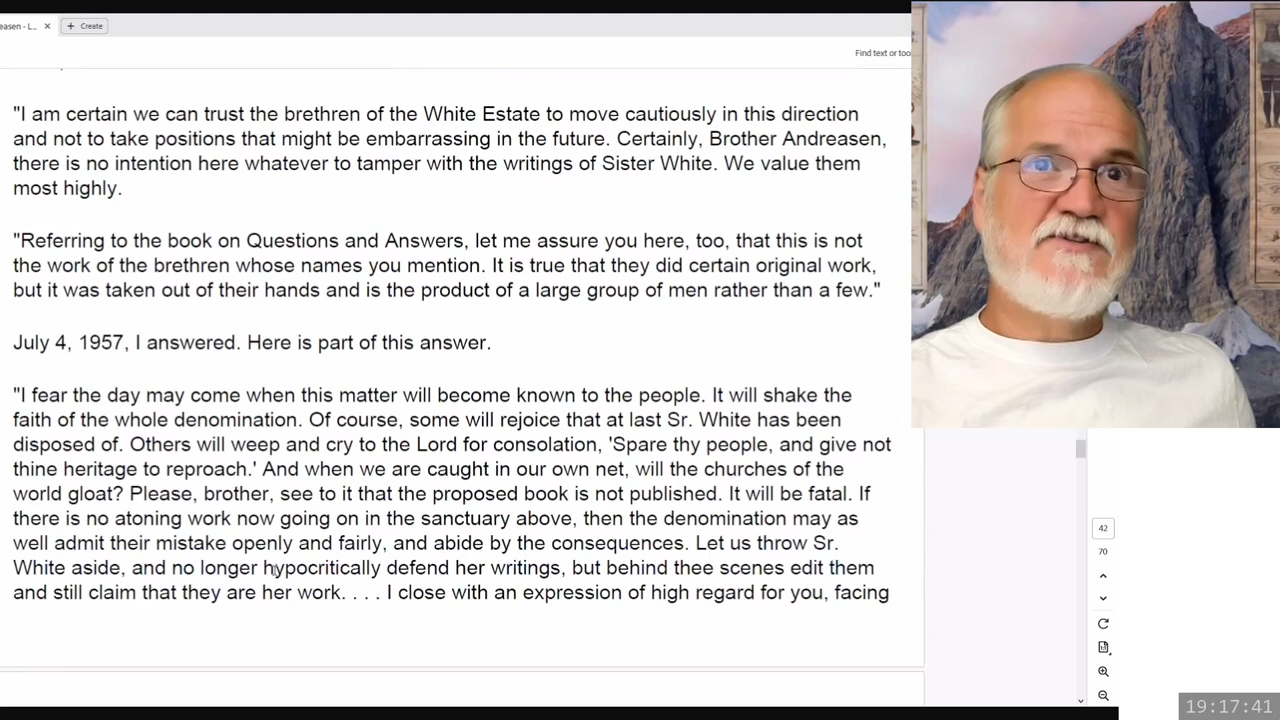 easen - L...
Create
Find text or too
"I am certain we can trust the brethren of the White Estate to move cautiously in this direction
and not to take positions that might be embarrassing in the future. Certainly, Brother Andreasen,
there is no intention here whatever to tamper with the writings of Sister White. We value them
most highly.
"Referring to the book on Questions and Answers, let me assure you here, too, that this is not
the work of the brethren whose names you mention. It is true that they did certain original work,
but it was taken out of their hands and is the product of a large group of men rather than a few."
July 4, 1957, I answered. Here is part of this answer.
"I fear the day may come when this matter will become known to the people. It will shake the
faith of the whole denomination. Of course, some will rejoice that at last Sr. White has been
disposed of. Others will weep and cry to the Lord for consolation, 'Spare thy people, and give not
thine heritage to reproach.' And when we are caught in our own net, will the churches of the
world gloat? Please, brother, see to it that the proposed book is not published. It will be fatal. If
there is no atoning work now going on in the sanctuary above, then the denomination may as
well admit their mistake openly and fairly, and abide by the consequences. Let us throw Sr.
White aside, and no longer hypocritically defend her writings, but behind thee scenes edit them
and still claim that they are her work. . . . I close with an expression of high regard for you, facing
42
70
19:17:41